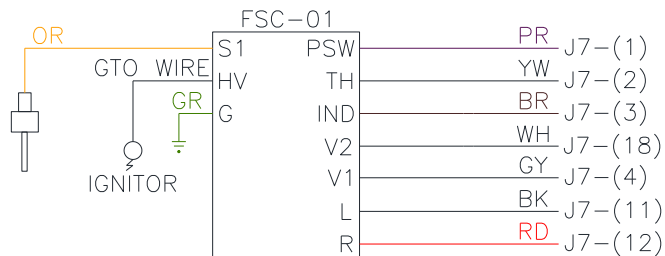 FSC-01
OR S1 PSW PR J7-(1)
GTO WIRE HV TH YW J7-(2)
GR G IND BR J7-(3)
V2 WH J7-(18)
IGNITOR V1 GY J7-(4)
L BK J7-(11)
R RD J7-(12)